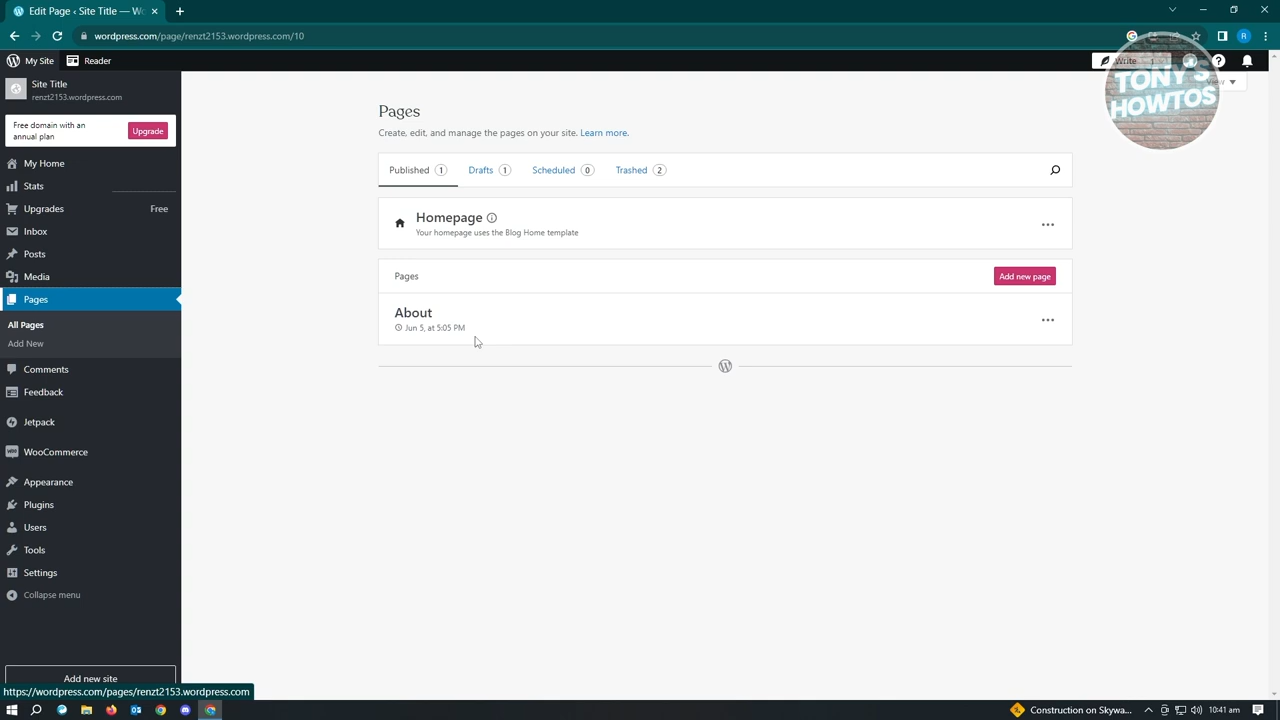 Edit Page ‹ Site Title — Wo
wordpress.com/page/renzt2153.wordpress.com/10
My Site
Reader
Write
Site Title
renzt2153.wordpress.com
View
TONY'S
HOWTOS
Free domain with an
annual plan
Upgrade
My Home
Stats
Upgrades
Free
Inbox
Posts
Media
Pages
All Pages
Add New
Comments
Feedback
Jetpack
WooCommerce
Appearance
Plugins
Users
Tools
Settings
Collapse menu
Add new site
Pages
Create, edit, and manage the pages on your site. Learn more.
Published 1
Drafts 1
Scheduled 0
Trashed 2
Homepage
Your homepage uses the Blog Home template
Pages
Add new page
About
Jun 5, at 5:05 PM
https://wordpress.com/pages/renzt2153.wordpress.com
Construction on Skywa...
10:41 am